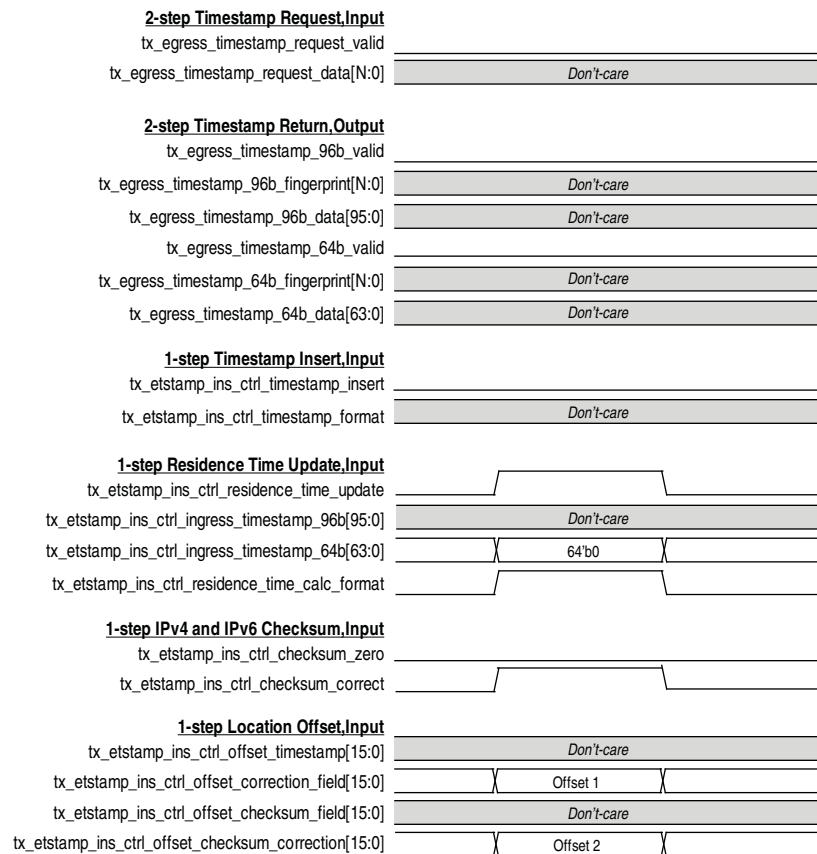 2-step Timestamp Request,Input
tx_egress_timestamp_request_valid
tx_egress_timestamp_request_data[N:0] Don't-care
2-step Timestamp Return,Output
tx_egress_timestamp_96b_valid
tx_egress_timestamp_96b_fingerprint[N:0] Don't-care
tx_egress_timestamp_96b_data[95:0] Don't-care
tx_egress_timestamp_64b_valid
tx_egress_timestamp_64b_fingerprint[N:0] Don't-care
tx_egress_timestamp_64b_data[63:0] Don't-care
1-step Timestamp Insert,Input
tx_etstamp_ins_ctrl_timestamp_insert
tx_etstamp_ins_ctrl_timestamp_format Don't-care
1-step Residence Time Update,Input
tx_etstamp_ins_ctrl_residence_time_update
tx_etstamp_ins_ctrl_ingress_timestamp_96b[95:0] Don't-care
tx_etstamp_ins_ctrl_ingress_timestamp_64b[63:0] 64'b0
tx_etstamp_ins_ctrl_residence_time_calc_format
1-step IPv4 and IPv6 Checksum,Input
tx_etstamp_ins_ctrl_checksum_zero
tx_etstamp_ins_ctrl_checksum_correct
1-step Location Offset,Input
tx_etstamp_ins_ctrl_offset_timestamp[15:0] Don't-care
tx_etstamp_ins_ctrl_offset_correction_field[15:0] Offset 1
tx_etstamp_ins_ctrl_offset_checksum_field[15:0] Don't-care
tx_etstamp_ins_ctrl_offset_checksum_correction[15:0] Offset 2